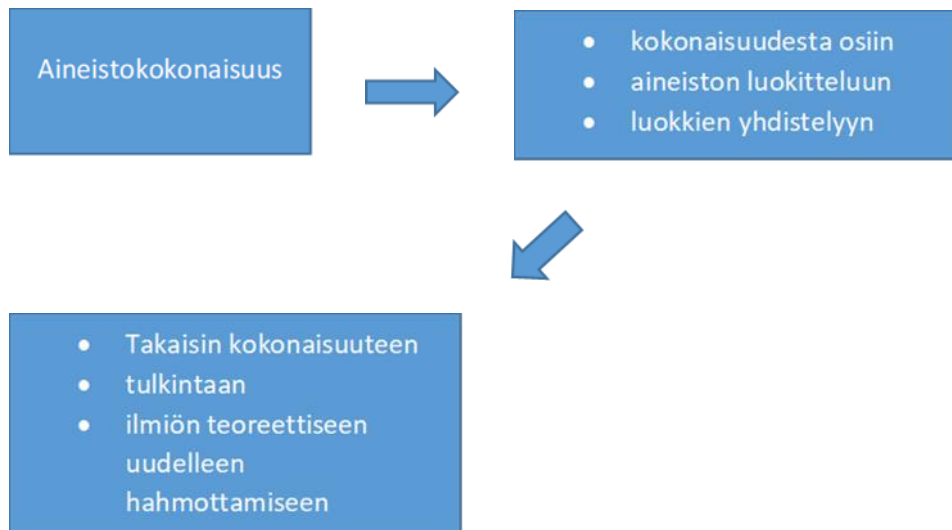 Aineistokokonaisuus
• kokonaisuudesta osiin
• aineiston luokitteluun
• luokkien yhdistelyyn
• Takaisin kokonaisuuteen
• tulkintaan
• ilmiön teoreettiseen
uudelleen
hahmottamiseen